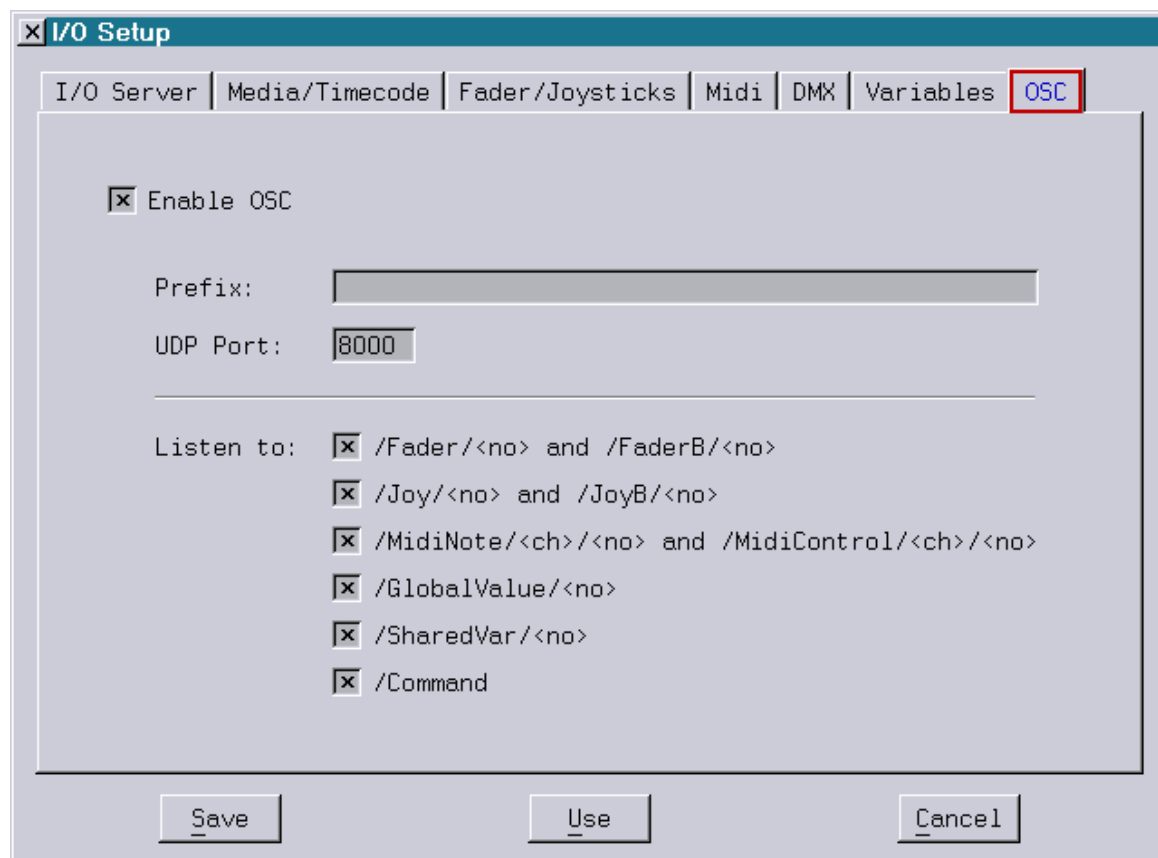 I/O Setup
I/O Server Media/Timecode Fader/Joysticks Midi DMX Variables OSC
Enable OSC
Prefix:
UDP Port: 8000
Listen to: /Fader/<no> and /FaderB/<no>
/Joy/<no> and /JoyB/<no>
/MidiNote/<ch>/<no> and /MidiControl/<ch>/<no>
/GlobalValue/<no>
/SharedVar/<no>
/Command
Save Use Cancel